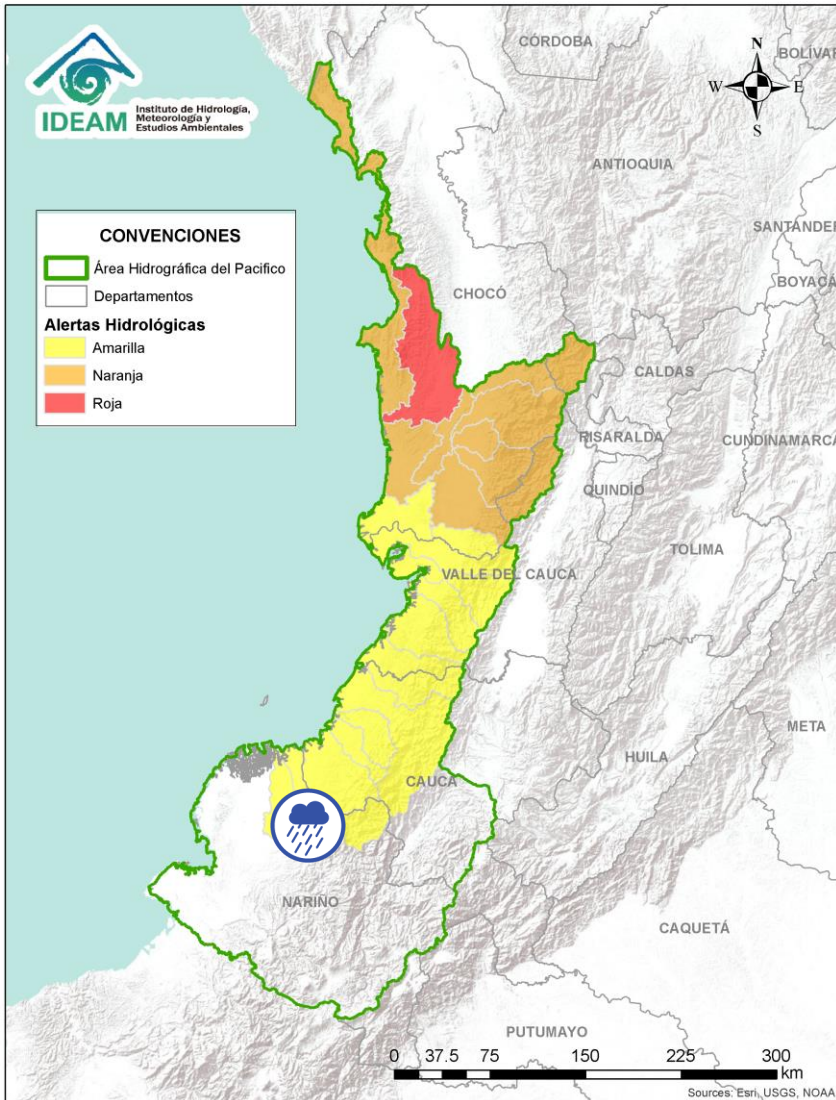 IDEAM
Instituto de Hidrología,
Meteorología y
Estudios Ambientales
CONVENCIONES
Área Hidrográfica del Pacifico
Departamentos
Alertas Hidrológicas
Amarilla
Naranja
Roja
N
W
E
S
CÓRDOBA
BOLÍVAR
ANTIOQUIA
SANTANDER
BOYACÁ
CHOCÓ
CALDAS
RISARALDA
CUNDINAMARCA
QUINDÍO
TOLIMA
VALLE DEL CAUCA
META
HUILA
CAUCA
NARIÑO
CAQUETÁ
PUTUMAYO
0 37.5 75 150 225 300
km
Sources: Esri, USGS, NOAA